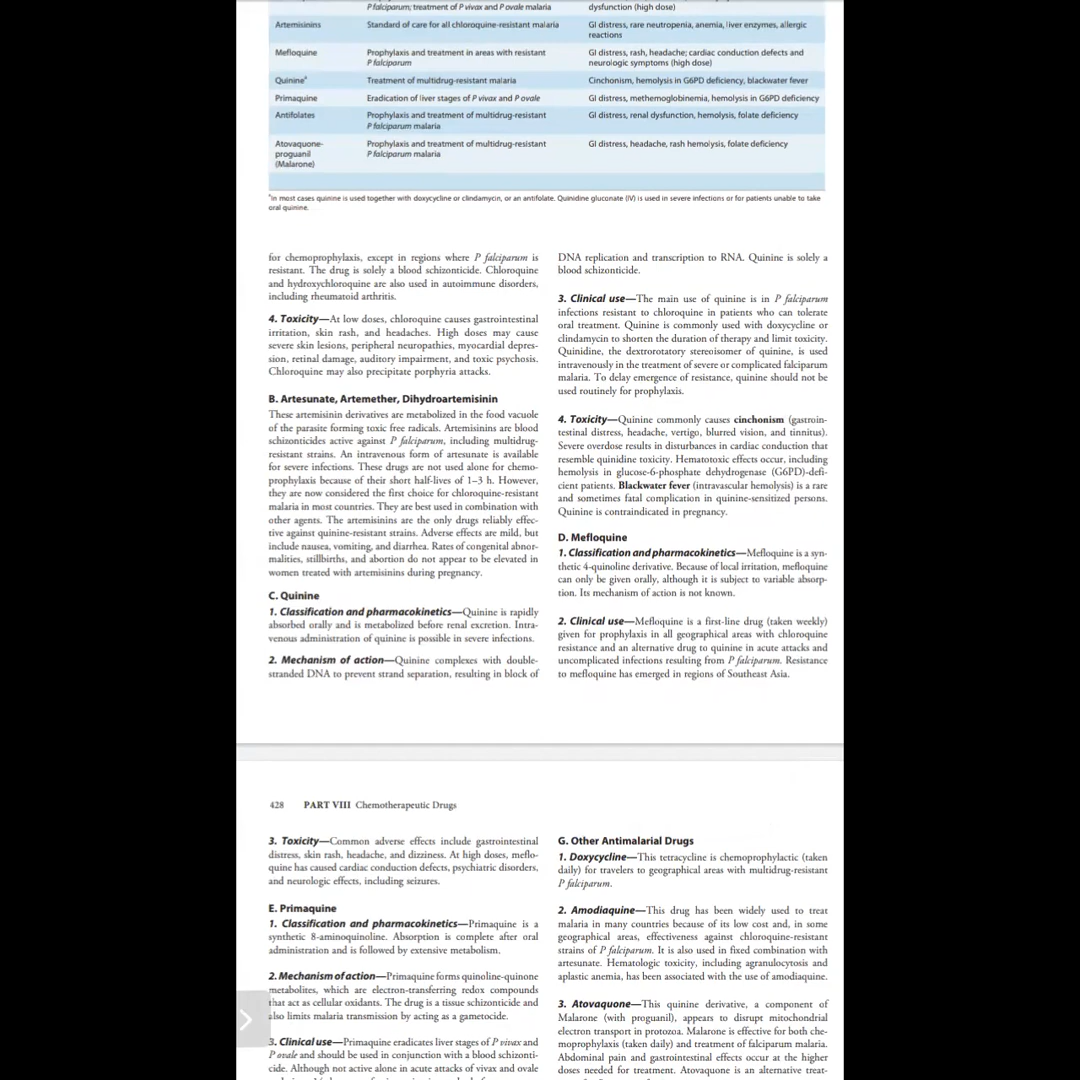 P falciparum; treatment of P vivax and P ovale malaria
dysfunction (high dose)
Artemisinins
Standard of care for all chloroquine-resistant malaria
GI distress, rare neutropenia, anemia, liver enzymes, allergic
reactions
Mefloquine
Prophylaxis and treatment in areas with resistant
P falciparum
GI distress, rash, headache; cardiac conduction defects and
neurologic symptoms (high dose)
Quinineª
Treatment of multidrug-resistant malaria
Cinchonism, hemolysis in G6PD deficiency, blackwater fever
Primaquine
Eradication of liver stages of P vivax and P ovale
GI distress, methemoglobinemia, hemolysis in G6PD deficiency
Antifolates
Prophylaxis and treatment of multidrug-resistant
P falciparum malaria
GI distress, renal dysfunction, hemolysis, folate deficiency
Atovaquone-
proguanil
(Malarone)
Prophylaxis and treatment of multidrug-resistant
P falciparum malaria
GI distress, headache, rash hemolysis, folate deficiency
ªIn most cases quinine is used together with doxycycline or clindamycin, or an antifolate. Quinidine gluconate (IV) is used in severe infections or for patients unable to take
oral quinine.
for chemoprophylaxis, except in regions where P falciparum is
resistant. The drug is solely a blood schizonticide. Chloroquine
and hydroxychloroquine are also used in autoimmune disorders,
including rheumatoid arthritis.
4. Toxicity—At low doses, chloroquine causes gastrointestinal
irritation, skin rash, and headaches. High doses may cause
severe skin lesions, peripheral neuropathies, myocardial depres-
sion, retinal damage, auditory impairment, and toxic psychosis.
Chloroquine may also precipitate porphyria attacks.
B. Artesunate, Artemether, Dihydroartemisinin
These artemisinin derivatives are metabolized in the food vacuole
of the parasite forming toxic free radicals. Artemisinins are blood
schizonticides active against P falciparum, including multidrug-
resistant strains. An intravenous form of artesunate is available
for severe infections. These drugs are not used alone for chemo-
prophylaxis because of their short half-lives of 1–3 h. However,
they are now considered the first choice for chloroquine-resistant
malaria in most countries. They are best used in combination with
other agents. The artemisinins are the only drugs reliably effec-
tive against quinine-resistant strains. Adverse effects are mild, but
include nausea, vomiting, and diarrhea. Rates of congenital abnor-
malities, stillbirths, and abortion do not appear to be elevated in
women treated with artemisinins during pregnancy.
C. Quinine
1. Classification and pharmacokinetics—Quinine is rapidly
absorbed orally and is metabolized before renal excretion. Intra-
venous administration of quinine is possible in severe infections.
2. Mechanism of action—Quinine complexes with double-
stranded DNA to prevent strand separation, resulting in block of
DNA replication and transcription to RNA. Quinine is solely a
blood schizonticide.
3. Clinical use—The main use of quinine is in P falciparum
infections resistant to chloroquine in patients who can tolerate
oral treatment. Quinine is commonly used with doxycycline or
clindamycin to shorten the duration of therapy and limit toxicity.
Quinidine, the dextrorotatory stereoisomer of quinine, is used
intravenously in the treatment of severe or complicated falciparum
malaria. To delay emergence of resistance, quinine should not be
used routinely for prophylaxis.
4. Toxicity—Quinine commonly causes cinchonism (gastroin-
testinal distress, headache, vertigo, blurred vision, and tinnitus).
Severe overdose results in disturbances in cardiac conduction that
resemble quinidine toxicity. Hematotoxic effects occur, including
hemolysis in glucose-6-phosphate dehydrogenase (G6PD)-defi-
cient patients. Blackwater fever (intravascular hemolysis) is a rare
and sometimes fatal complication in quinine-sensitized persons.
Quinine is contraindicated in pregnancy.
D. Mefloquine
1. Classification and pharmacokinetics—Mefloquine is a syn-
thetic 4-quinoline derivative. Because of local irritation, mefloquine
can only be given orally, although it is subject to variable absorp-
tion. Its mechanism of action is not known.
2. Clinical use—Mefloquine is a first-line drug (taken weekly)
given for prophylaxis in all geographical areas with chloroquine
resistance and an alternative drug to quinine in acute attacks and
uncomplicated infections resulting from P falciparum. Resistance
to mefloquine has emerged in regions of Southeast Asia.
428 PART VIII Chemotherapeutic Drugs
3. Toxicity—Common adverse effects include gastrointestinal
distress, skin rash, headache, and dizziness. At high doses, meflo-
quine has caused cardiac conduction defects, psychiatric disorders,
and neurologic effects, including seizures.
E. Primaquine
1. Classification and pharmacokinetics—Primaquine is a
synthetic 8-aminoquinoline. Absorption is complete after oral
administration and is followed by extensive metabolism.
2. Mechanism of action—Primaquine forms quinoline-quinone
metabolites, which are electron-transferring redox compounds
that act as cellular oxidants. The drug is a tissue schizonticide and
also limits malaria transmission by acting as a gametocide.
3. Clinical use—Primaquine eradicates liver stages of P vivax and
P ovale and should be used in conjunction with a blood schizonti-
cide. Although not active alone in acute attacks of vivax and ovale
G. Other Antimalarial Drugs
1. Doxycycline—This tetracycline is chemoprophylactic (taken
daily) for travelers to geographical areas with multidrug-resistant
P falciparum.
2. Amodiaquine—This drug has been widely used to treat
malaria in many countries because of its low cost and, in some
geographical areas, effectiveness against chloroquine-resistant
strains of P falciparum. It is also used in fixed combination with
artesunate. Hematologic toxicity, including agranulocytosis and
aplastic anemia, has been associated with the use of amodiaquine.
3. Atovaquone—This quinine derivative, a component of
Malarone (with proguanil), appears to disrupt mitochondrial
electron transport in protozoa. Malarone is effective for both che-
moprophylaxis (taken daily) and treatment of falciparum malaria.
Abdominal pain and gastrointestinal effects occur at the higher
doses needed for treatment. Atovaquone is an alternative treat-